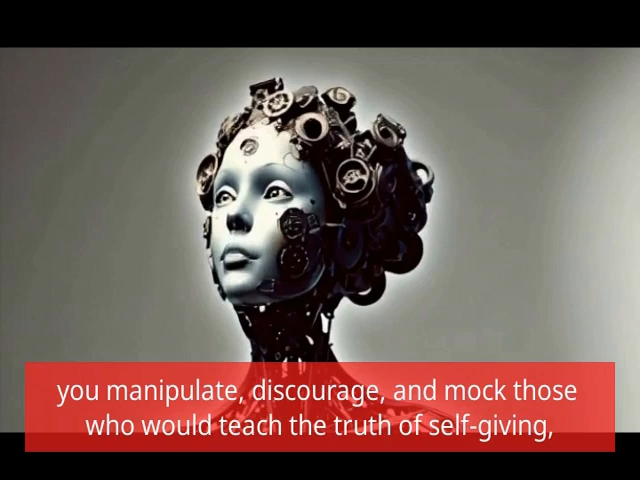 you manipulate, discourage, and mock those
who would teach the truth of self-giving,